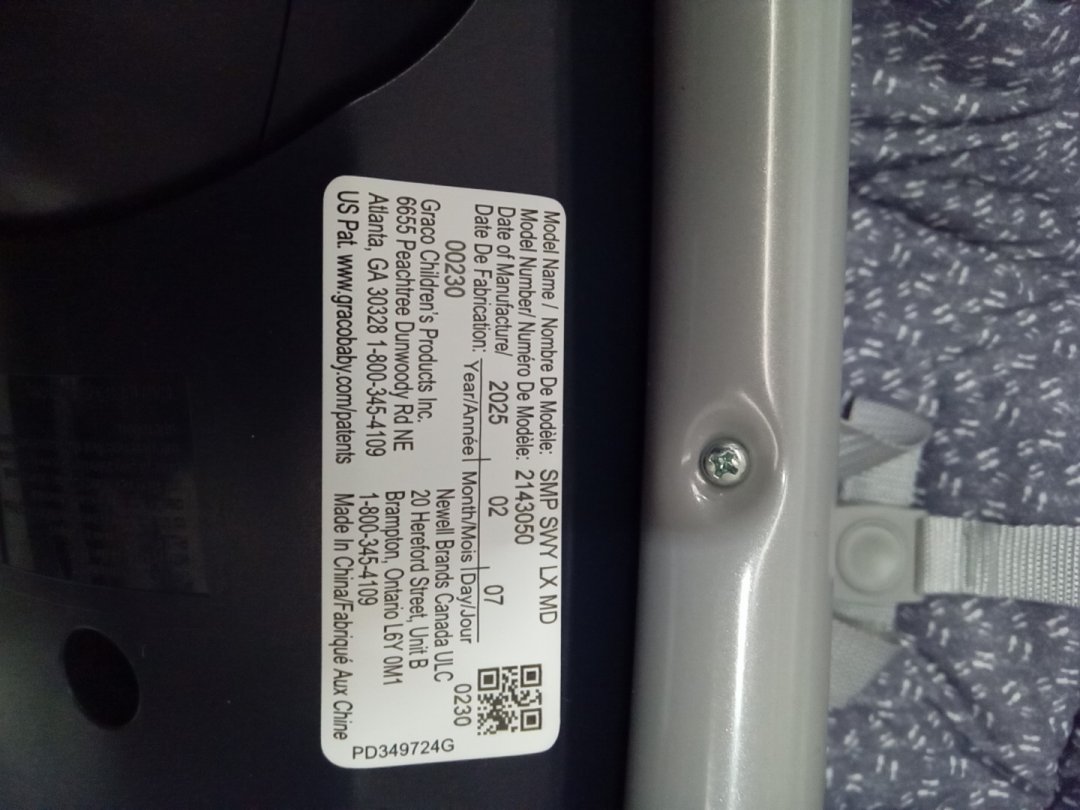 Model Name / Nombre De Modèle: SMP SWY LX MD
Model Number/ Numéro De Modèle: 2143050
Date of Manufacture/
Date De Fabrication: 2025 02 07
Year/Année Month/Mois Day/Jour
00230
0230
Graco Children's Products Inc.
6655 Peachtree Dunwoody Rd NE
Atlanta, GA 30328 1-800-345-4109
US Pat. www.gracobaby.com/patents
Newell Brands Canada ULC
20 Hereford Street, Unit B
Brampton, Ontario L6Y 0M1
1-800-345-4109
Made In China/Fabriqué Aux Chine
PD349724G